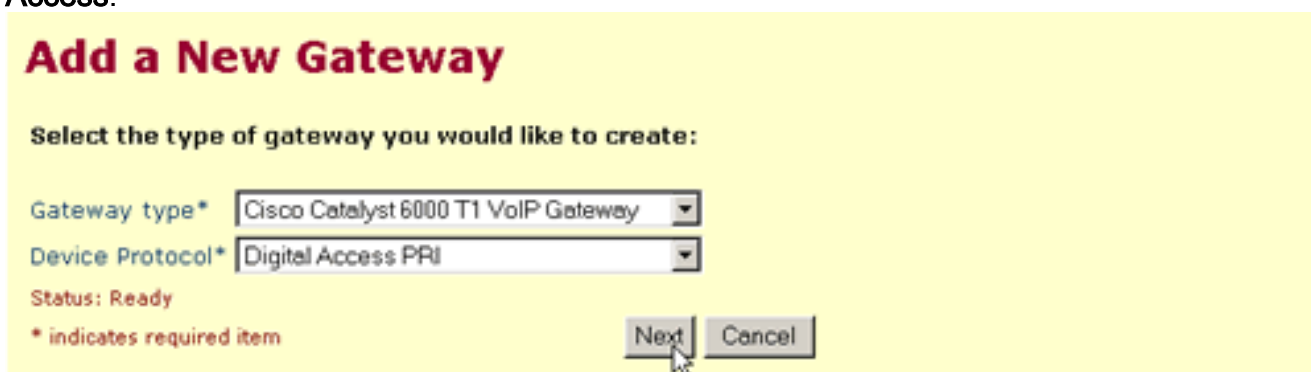 Access.
Add a New Gateway
Select the type of gateway you would like to create:
Gateway type* Cisco Catalyst 6000 T1 VoIP Gateway
Device Protocol* Digital Access PRI
Status: Ready
* indicates required item
Next Cancel